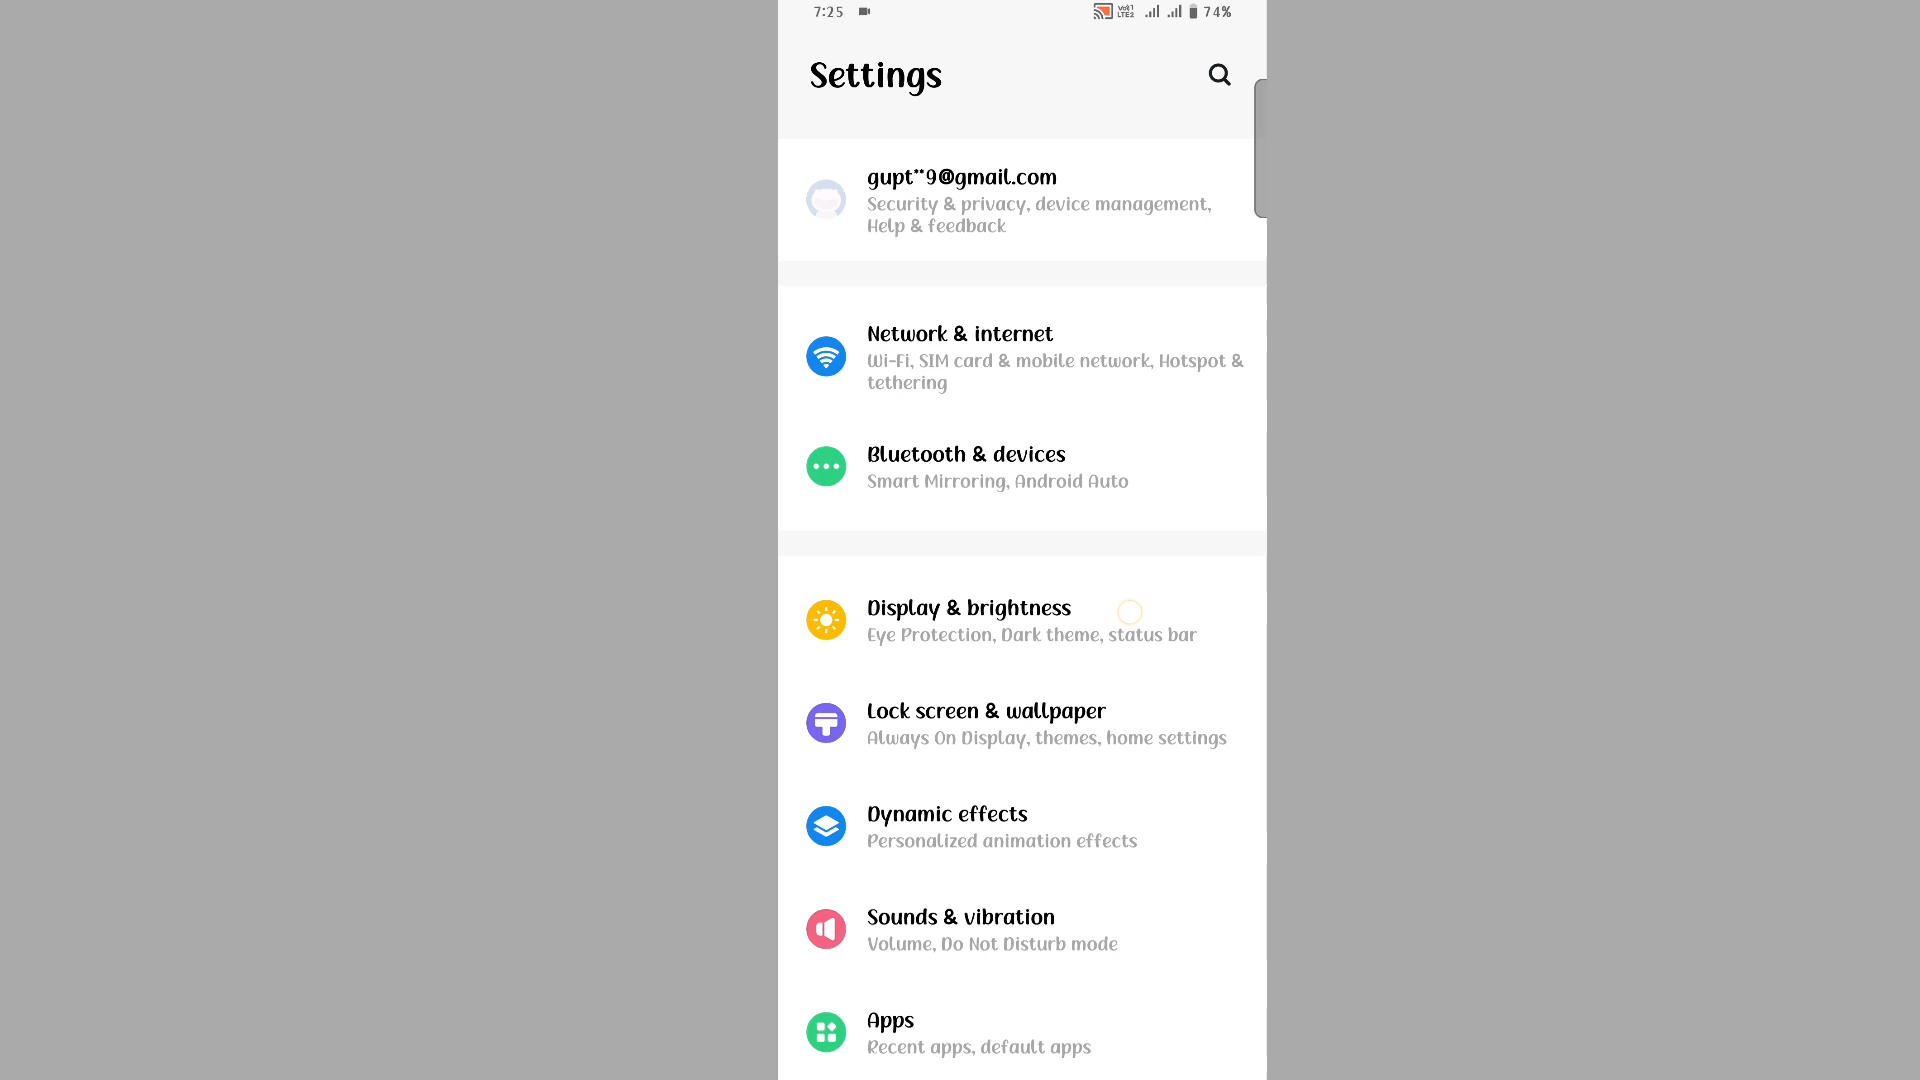 7:25
Vo))1
LTE2
74%
Settings
gupt**9@gmail.com
Security & privacy, device management,
Help & feedback
Network & internet
Wi-Fi, SIM card & mobile network, Hotspot &
tethering
Bluetooth & devices
Smart Mirroring, Android Auto
Display & brightness
Eye Protection, Dark theme, status bar
Lock screen & wallpaper
Always On Display, themes, home settings
Dynamic effects
Personalized animation effects
Sounds & vibration
Volume, Do Not Disturb mode
Apps
Recent apps, default apps